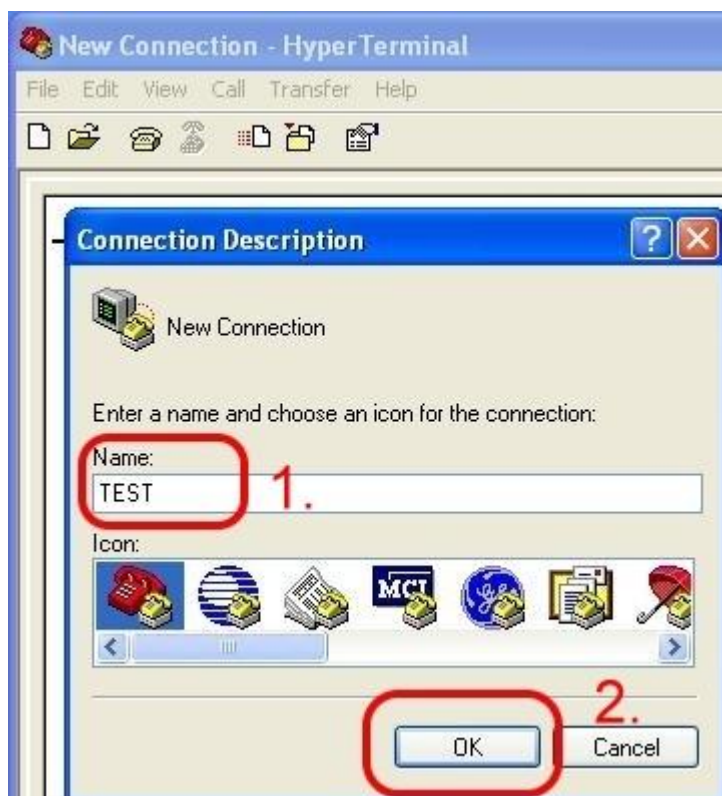 New Connection - HyperTerminal
File Edit View Call Transfer Help
Connection Description
New Connection
Enter a name and choose an icon for the connection:
Name:
TEST
1.
Icon:
MCI
2.
OK Cancel